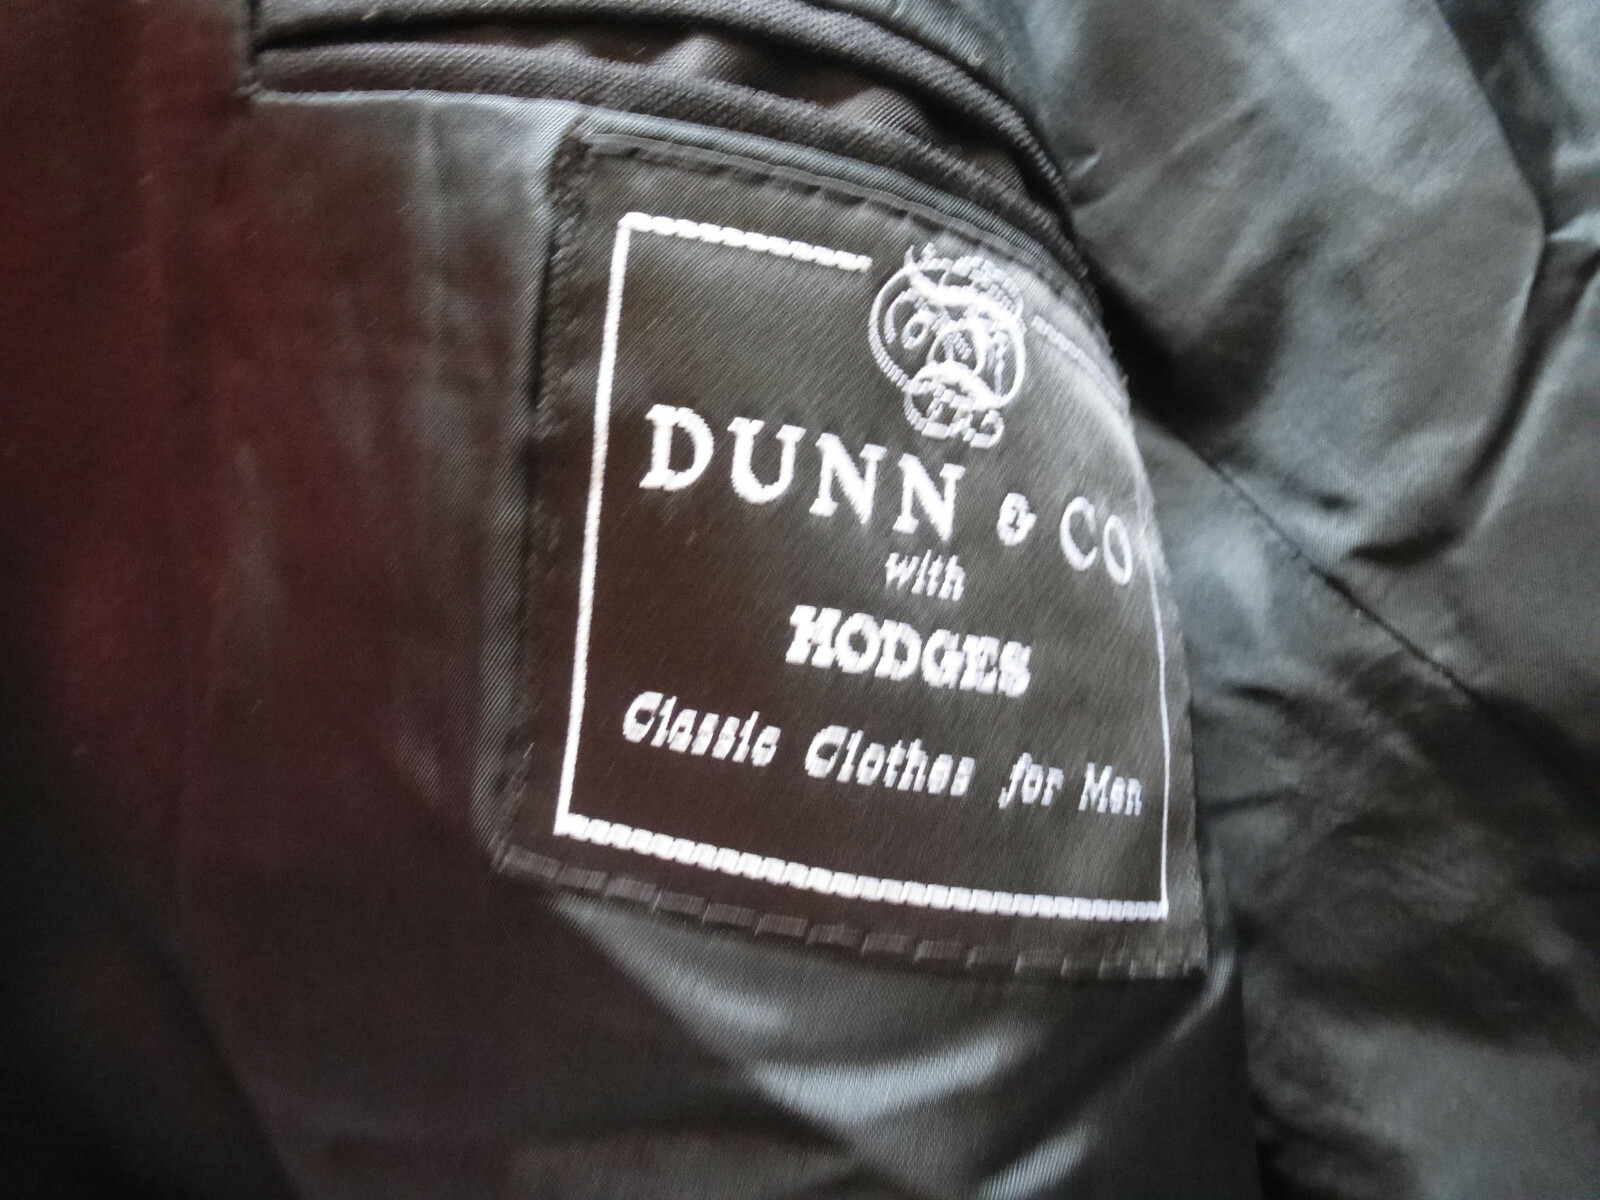 DUNN & CO
with
HODGES
Classic Clothes for Men